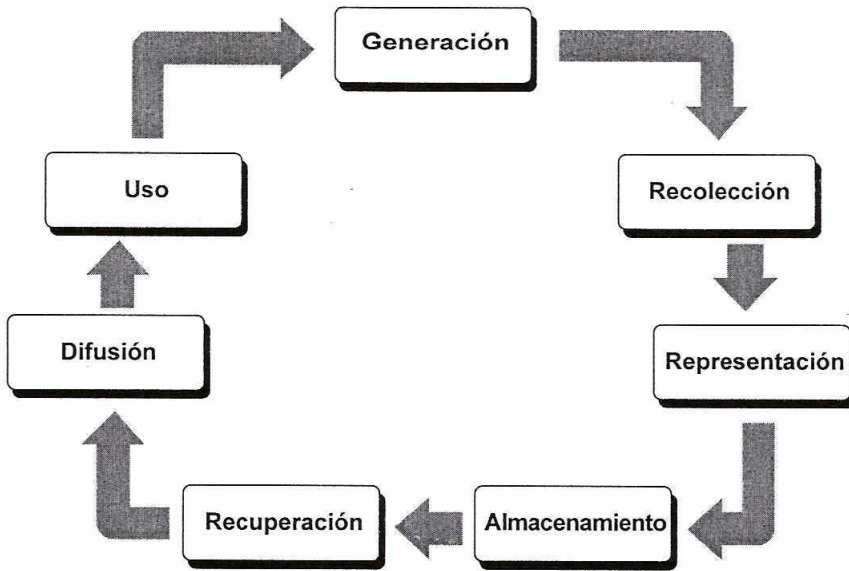 Generación
Recolección
Representación
Almacenamiento
Recuperación
Difusión
Uso